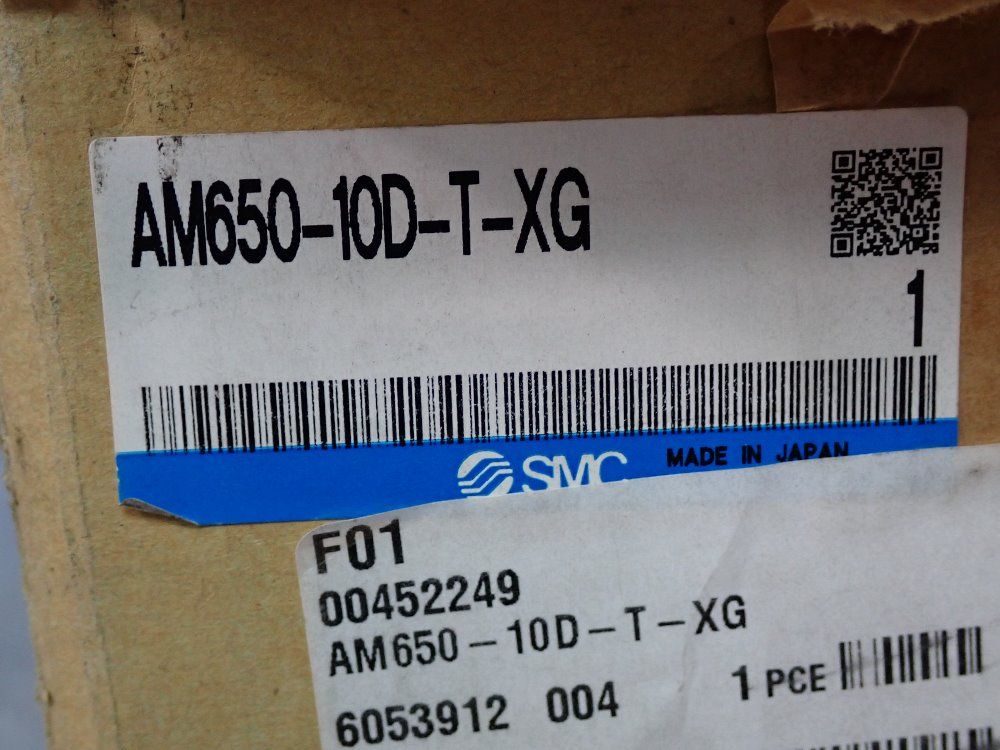 AM650-10D-T-XG
1
SMC MADE IN JAPAN
F01
00452249
AM650-10D-T-XG
6053912 004 1 PCE